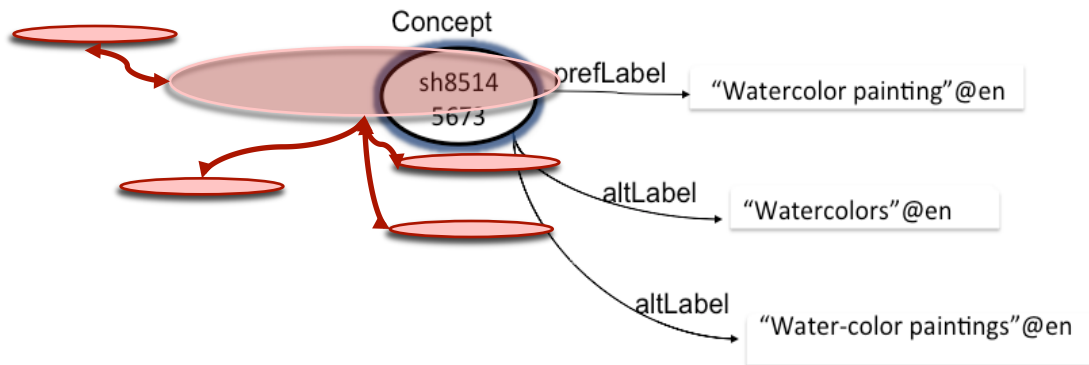 Concept
sh8514
5673
prefLabel
“Watercolor painting”@en
altLabel
“Watercolors”@en
altLabel
“Water-color paintings”@en